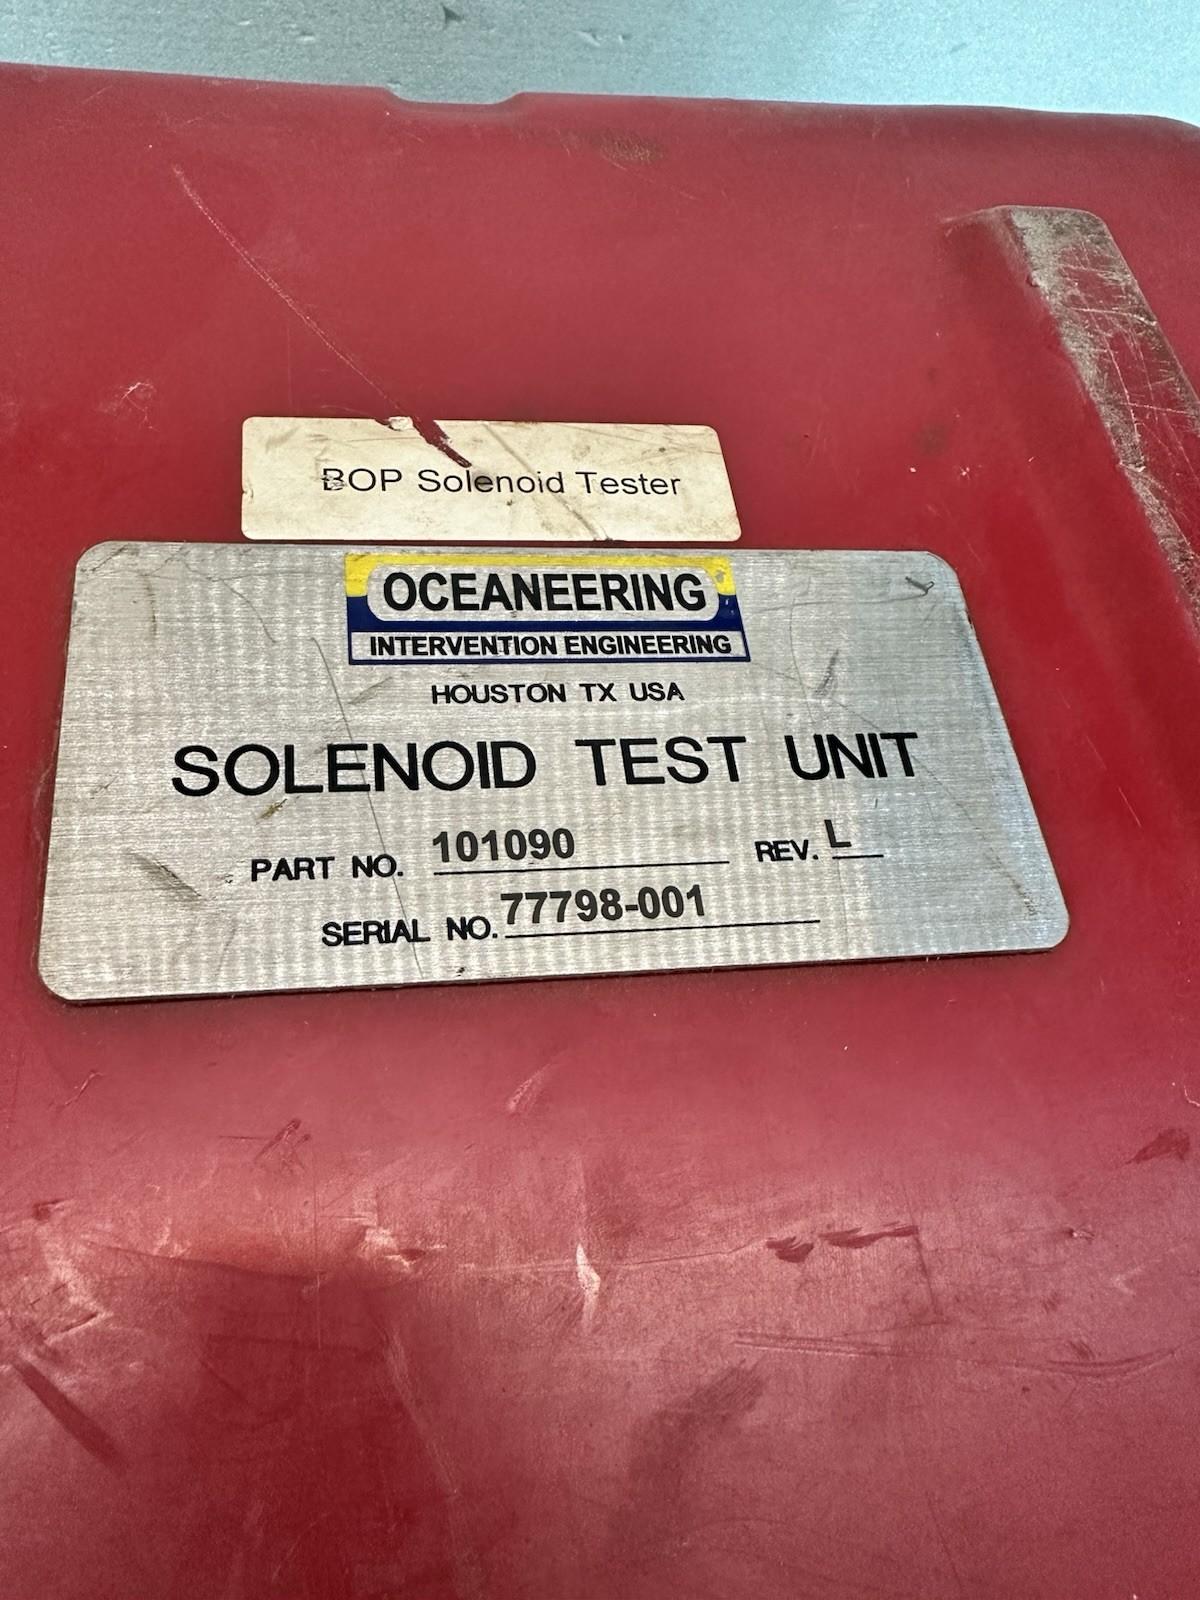 BOP Solenoid Tester
OCEANEERING
INTERVENTION ENGINEERING
HOUSTON TX USA
SOLENOID TEST UNIT
PART NO. 101090 REV. L
SERIAL NO. 77798-001